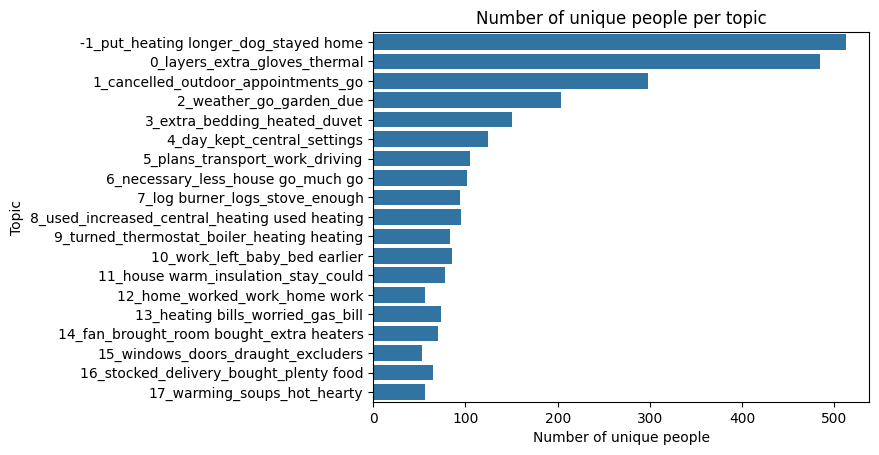 Number of unique people per topic
-1_put_heating longer_dog_stayed home
0_layers_extra_gloves_thermal
1_cancelled_outdoor_appointments_go
2_weather_go_garden_due
3_extra_bedding_heated_duvet
4_day_kept_central_settings
5_plans_transport_work_driving
6_necessary_less_house go_much go
7_log burner_logs_stove_enough
8_used_increased_central_heating used heating
9_turned_thermostat_boiler_heating heating
10_work_left_baby_bed earlier
11_house warm_insulation_stay_could
12_home_worked_work_home work
13_heating bills_worried_gas_bill
14_fan_brought_room bought_extra heaters
15_windows_doors_draught_excluders
16_stocked_delivery_bought_plenty food
17_warming_soups_hot_hearty
Topic
0 100 200 300 400 500
Number of unique people